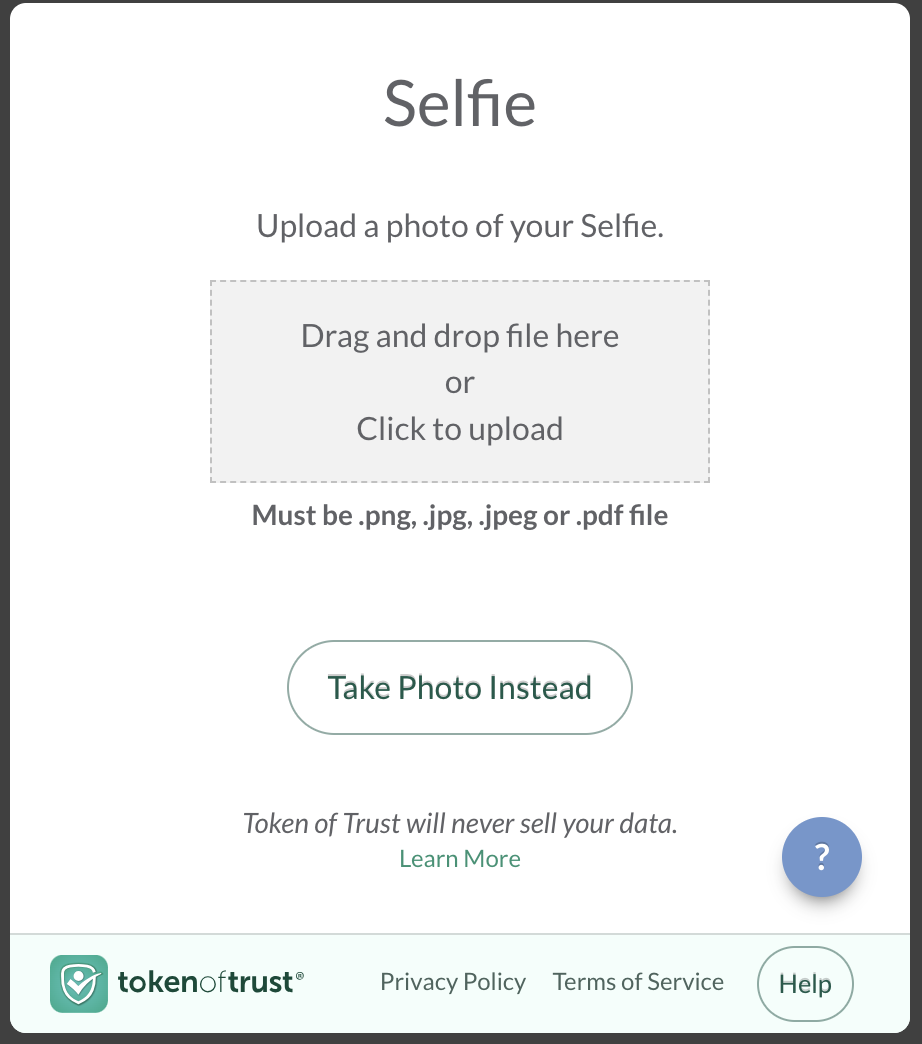 Selfie
Upload a photo of your Selfie.
Drag and drop file here
or
Click to upload
Must be .png, .jpg, .jpeg or .pdf file
Take Photo Instead
Token of Trust will never sell your data.
Learn More
?
tokenoftrust®
Privacy Policy
Terms of Service
Help